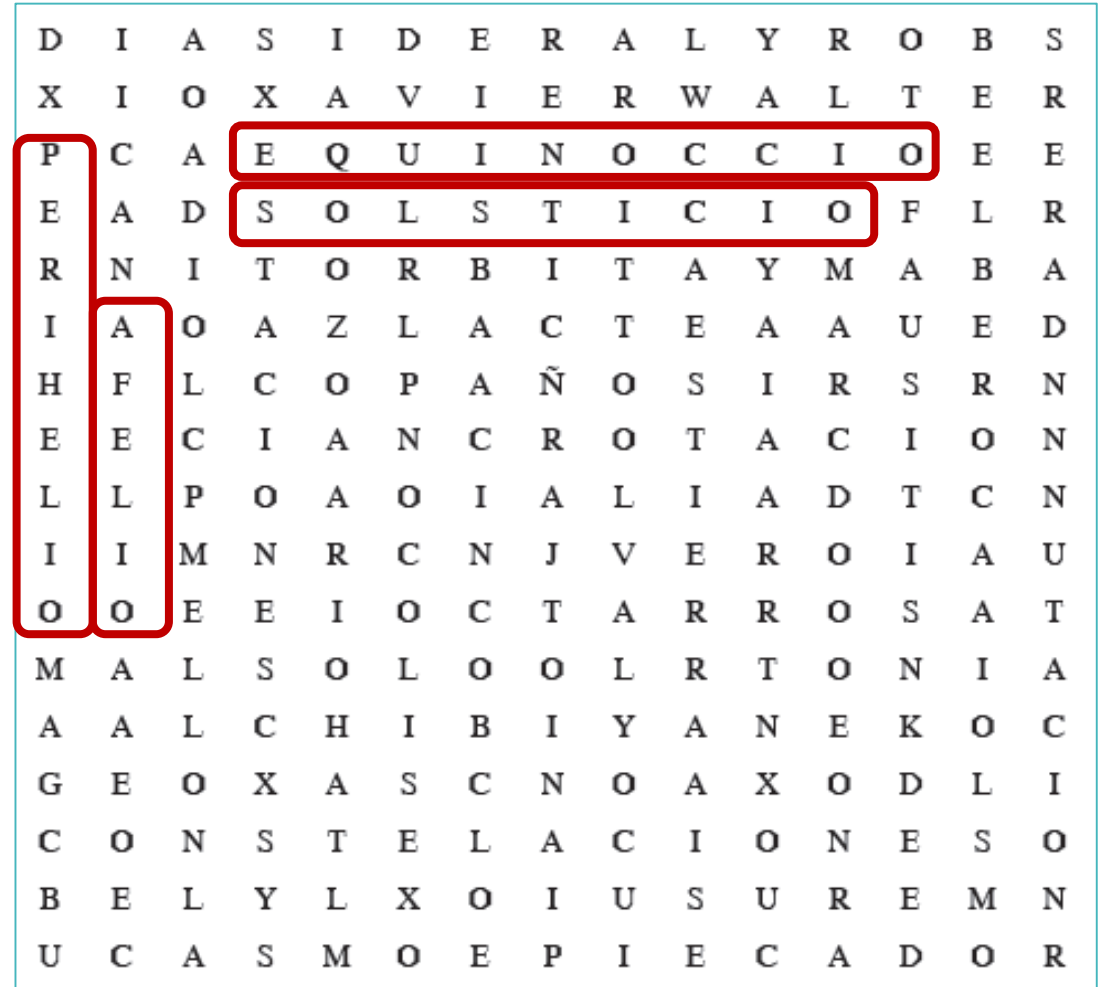 D I A S I D E R A L Y R O B S
X I O X A V I E R W A L T E R
P C A E Q U I N O C C I O E E
E A D S O L S T I C I O F L R
R N I T O R B I T A Y M A B A
I A O A Z L A C T E A A U E D
H F L C O P A Ñ O S I R S R N
E E C I A N C R O T A C I O N
L L P O A O I A L I A D T C N
I I M N R C N J V E R O I A U
O O E E I O C T A R R O S A T
M A L S O L O O L R T O N I A
A A L C H I B I Y A N E K O C
G E O X A S C N O A X O D L I
C O N S T E L A C I O N E S O
B E L Y L X O I U S U R E M N
U C A S M O E P I E C A D O R